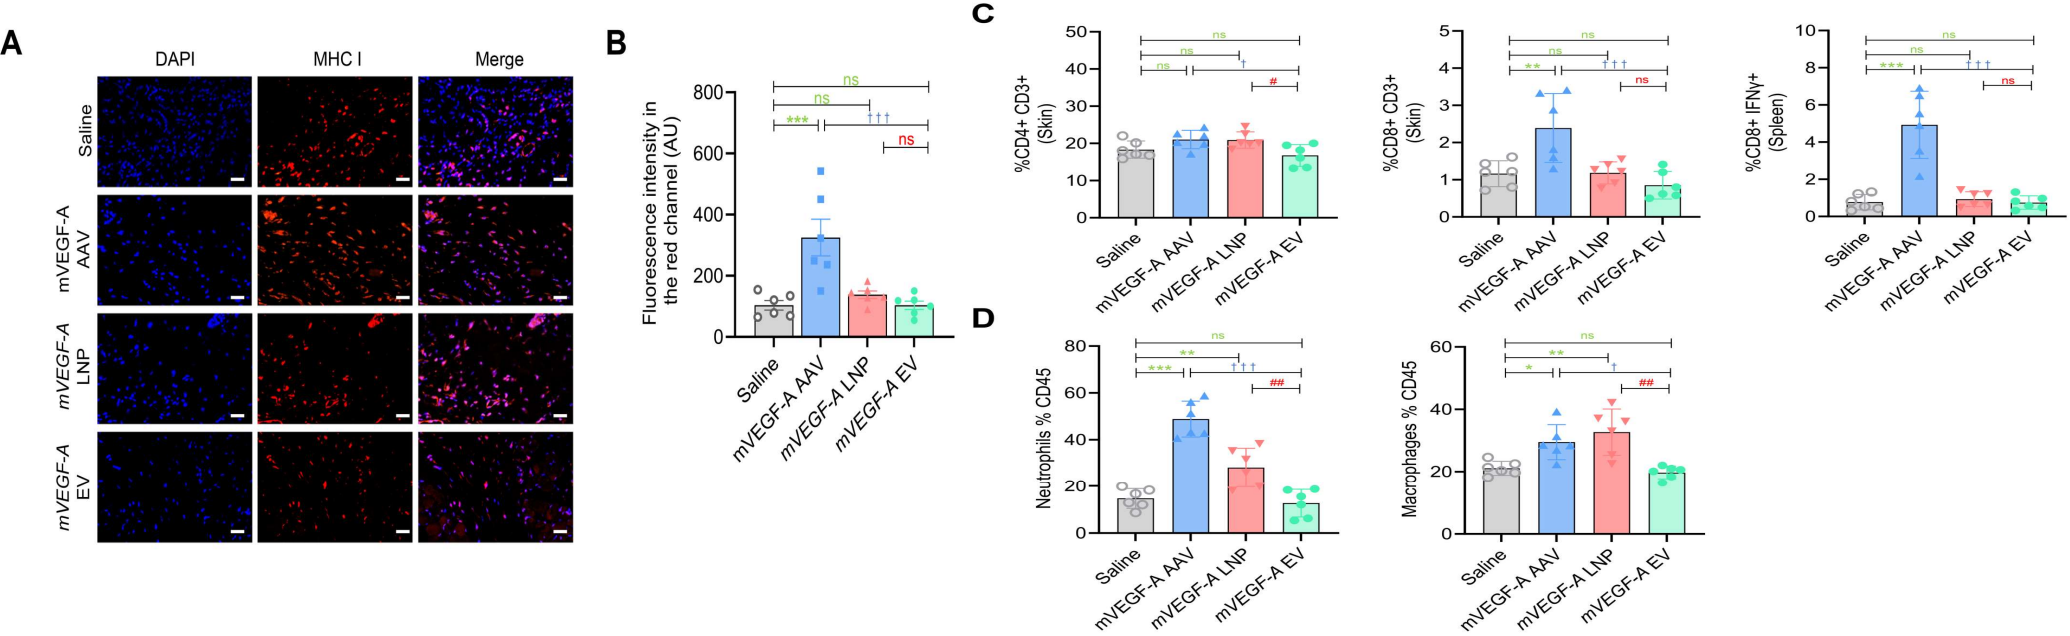 A
DAPI
MHC I
Merge
Saline
mVEGF-A
AAV
mVEGF-A
LNP
mVEGF-A
EV
B
Fluorescence intensity in
the red channel (AU)
800
600
400
200
0
ns
ns
***
†††
ns
Saline
mVEGF-A AAV
mVEGF-A LNP
mVEGF-A EV
C
%CD4+ CD3+
(Skin)
50
40
30
20
10
0
ns
ns
ns
†
#
Saline
mVEGF-A AAV
mVEGF-A LNP
mVEGF-A EV
%CD8+ CD3+
(Skin)
5
4
3
2
1
0
ns
ns
**
†††
ns
Saline
mVEGF-A AAV
mVEGF-A LNP
mVEGF-A EV
%CD8+ IFNγ+
(Spleen)
10
8
6
4
2
0
ns
ns
***
†††
ns
Saline
mVEGF-A AAV
mVEGF-A LNP
mVEGF-A EV
D
Neutrophils % CD45
80
60
40
20
0
ns
**
***
†††
##
Saline
mVEGF-A AAV
mVEGF-A LNP
mVEGF-A EV
Macrophages % CD45
60
40
20
0
ns
**
*
†
##
Saline
mVEGF-A AAV
mVEGF-A LNP
mVEGF-A EV